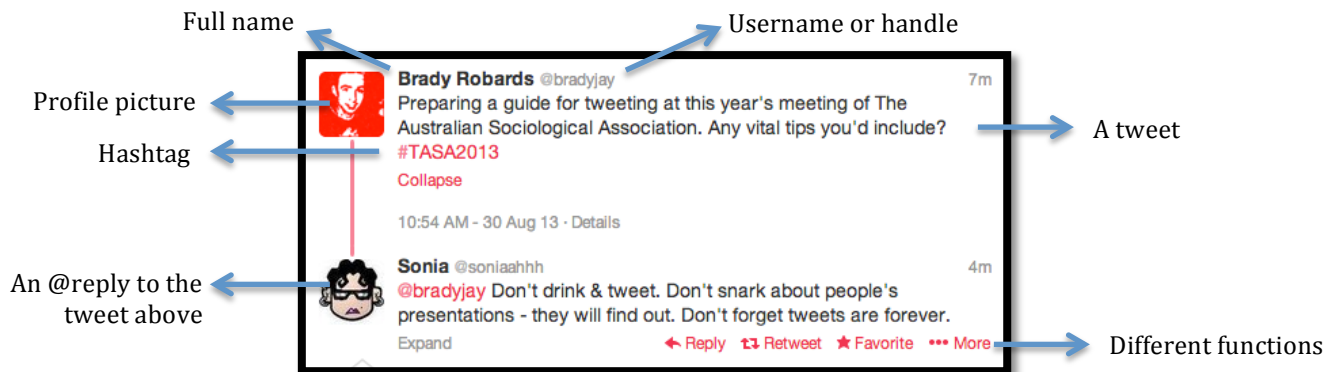 Full name
Username or handle
Profile picture
Hashtag
An @reply to the
tweet above
Brady Robards @bradyjay 7m
Preparing a guide for tweeting at this year's meeting of The
Australian Sociological Association. Any vital tips you'd include?
#TASA2013
Collapse
10:54 AM - 30 Aug 13 · Details
Sonia @soniaahhh 4m
@bradyjay Don't drink & tweet. Don't snark about people's
presentations - they will find out. Don't forget tweets are forever.
Expand Reply Retweet Favorite More
A tweet
Different functions